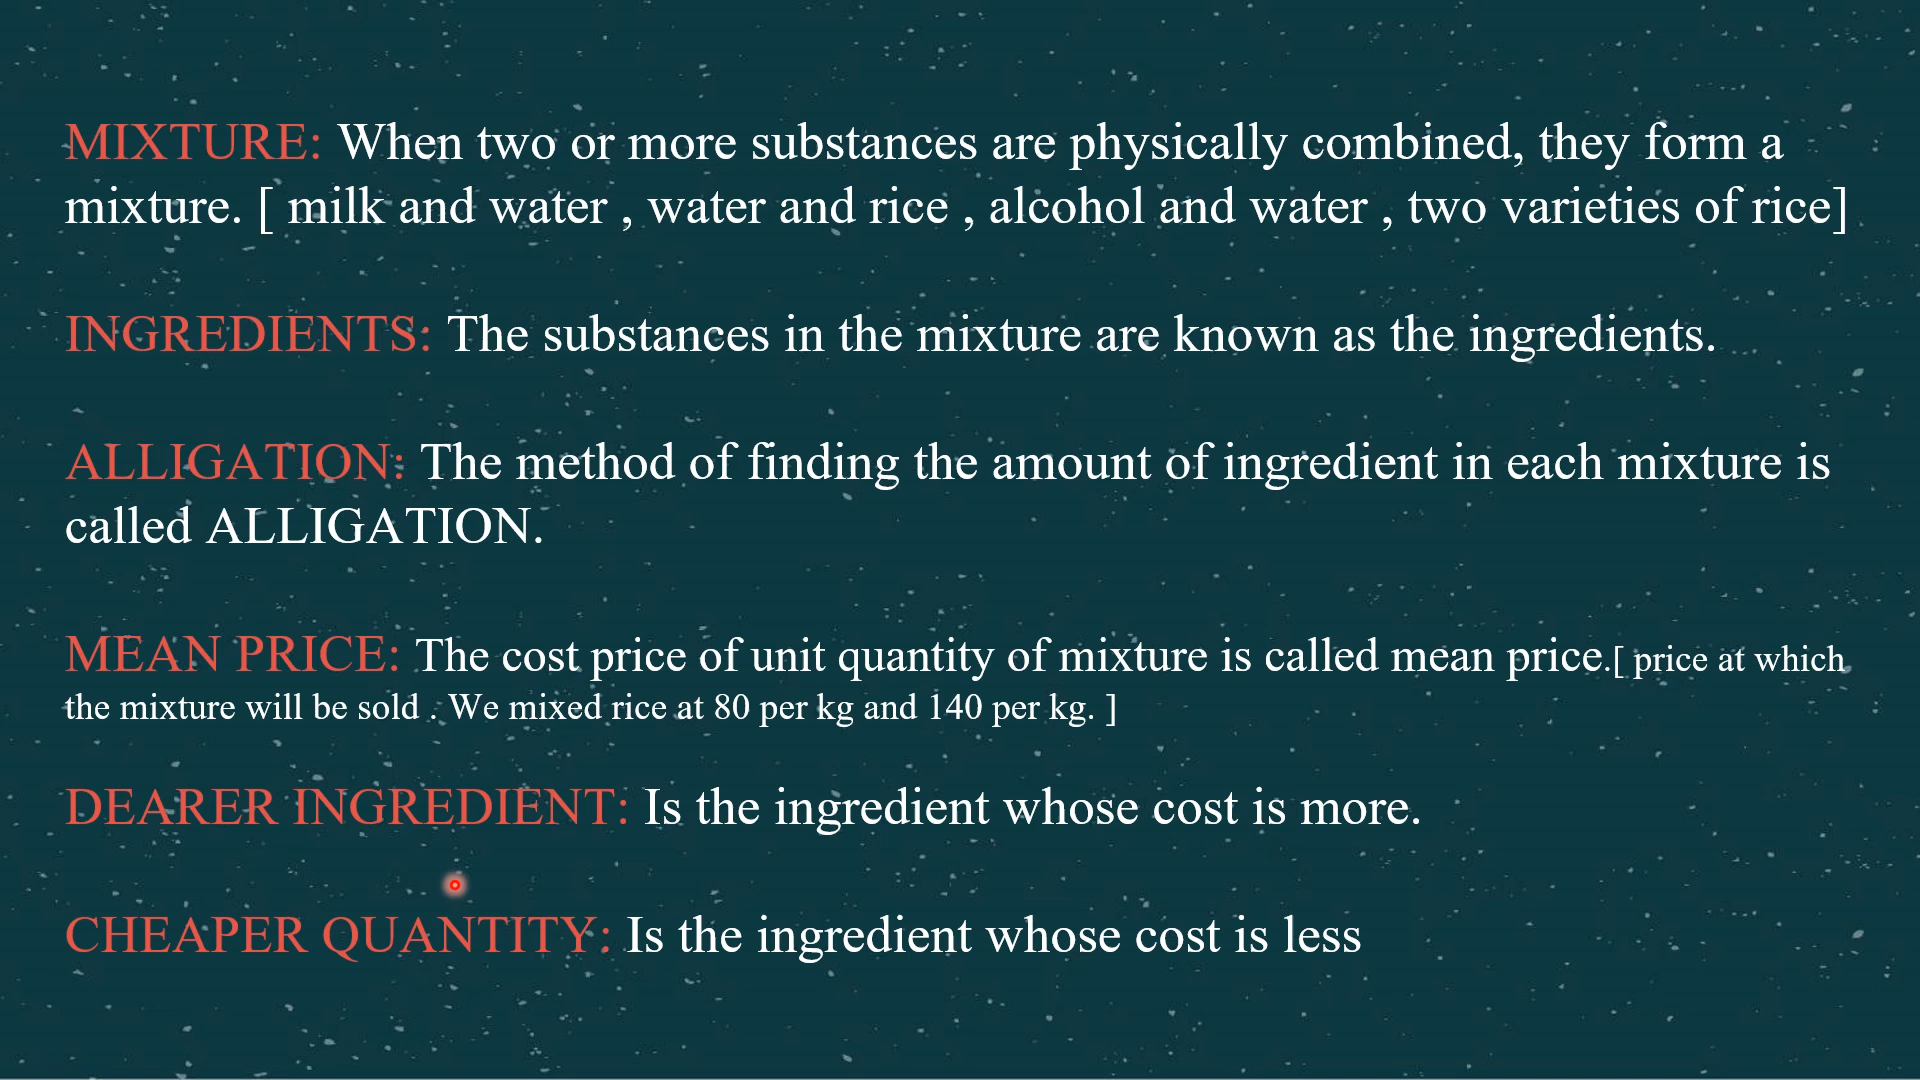 MIXTURE: When two or more substances are physically combined, they form a
mixture. [ milk and water , water and rice , alcohol and water , two varieties of rice]
INGREDIENTS: The substances in the mixture are known as the ingredients.
ALLIGATION: The method of finding the amount of ingredient in each mixture is
called ALLIGATION.
MEAN PRICE: The cost price of unit quantity of mixture is called mean price.[ price at which
the mixture will be sold . We mixed rice at 80 per kg and 140 per kg. ]
DEARER INGREDIENT: Is the ingredient whose cost is more.
CHEAPER QUANTITY: Is the ingredient whose cost is less